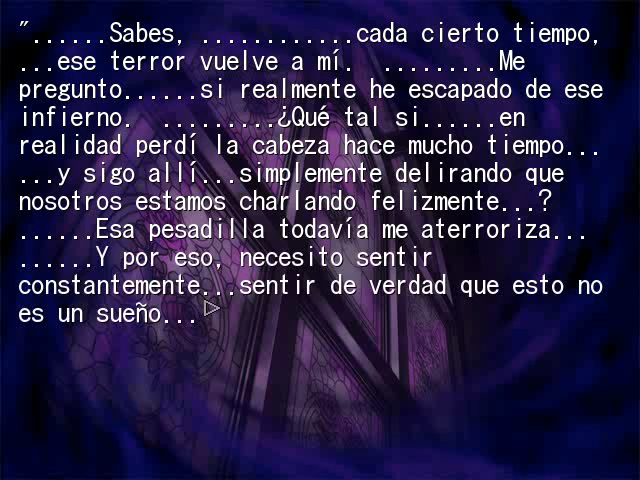 "......Sabes, ............cada cierto tiempo,
...ese terror vuelve a mí.  .........Me
pregunto......si realmente he escapado de ese
infierno.  .........¿Qué tal si......en
realidad perdí la cabeza hace mucho tiempo...
...y sigo allí...simplemente delirando que
nosotros estamos charlando felizmente...?
......Esa pesadilla todavía me aterroriza...
......Y por eso, necesito sentir
constantemente...sentir de verdad que esto no
es un sueño...